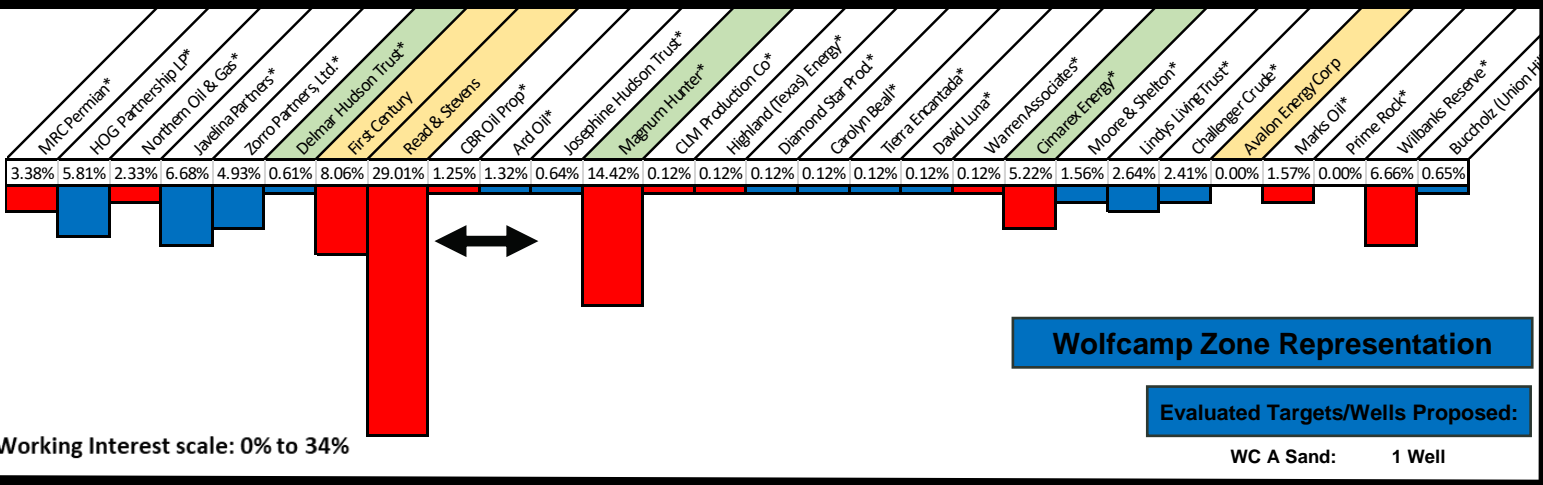 MRC Permian*
HOG Partnership LP*
Northern Oil & Gas*
Javelina Partners*
Zorro Partners, Ltd.*
Delmar Hudson Trust*
First Century
Read & Stevens
CBR Oil Prop*
Ard Oil*
Josephine Hudson Trust*
Magnum Hunter*
CLM Production Co*
Highland (Texas) Energy*
Diamond Star Prod*
Carolyn Beall*
Tierra Encantada*
David Luna*
Warren Associates*
Cimarex Energy*
Moore & Shelton*
Lindys Living Trust*
Challenger Crude*
Avalon Energy Corp
Marks Oil*
Prime Rock*
Wilbanks Reserve*
Buccholz (Union Hi
3.38% 5.81% 2.33% 6.68% 4.93% 0.61% 8.06% 29.01% 1.25% 1.32% 0.64% 14.42% 0.12% 0.12% 0.12% 0.12% 0.12% 0.12% 0.12% 5.22% 1.56% 2.64% 2.41% 0.00% 1.57% 0.00% 6.66% 0.65%
Wolfcamp Zone Representation
Evaluated Targets/Wells Proposed:
Working Interest scale: 0% to 34%
WC A Sand: 1 Well